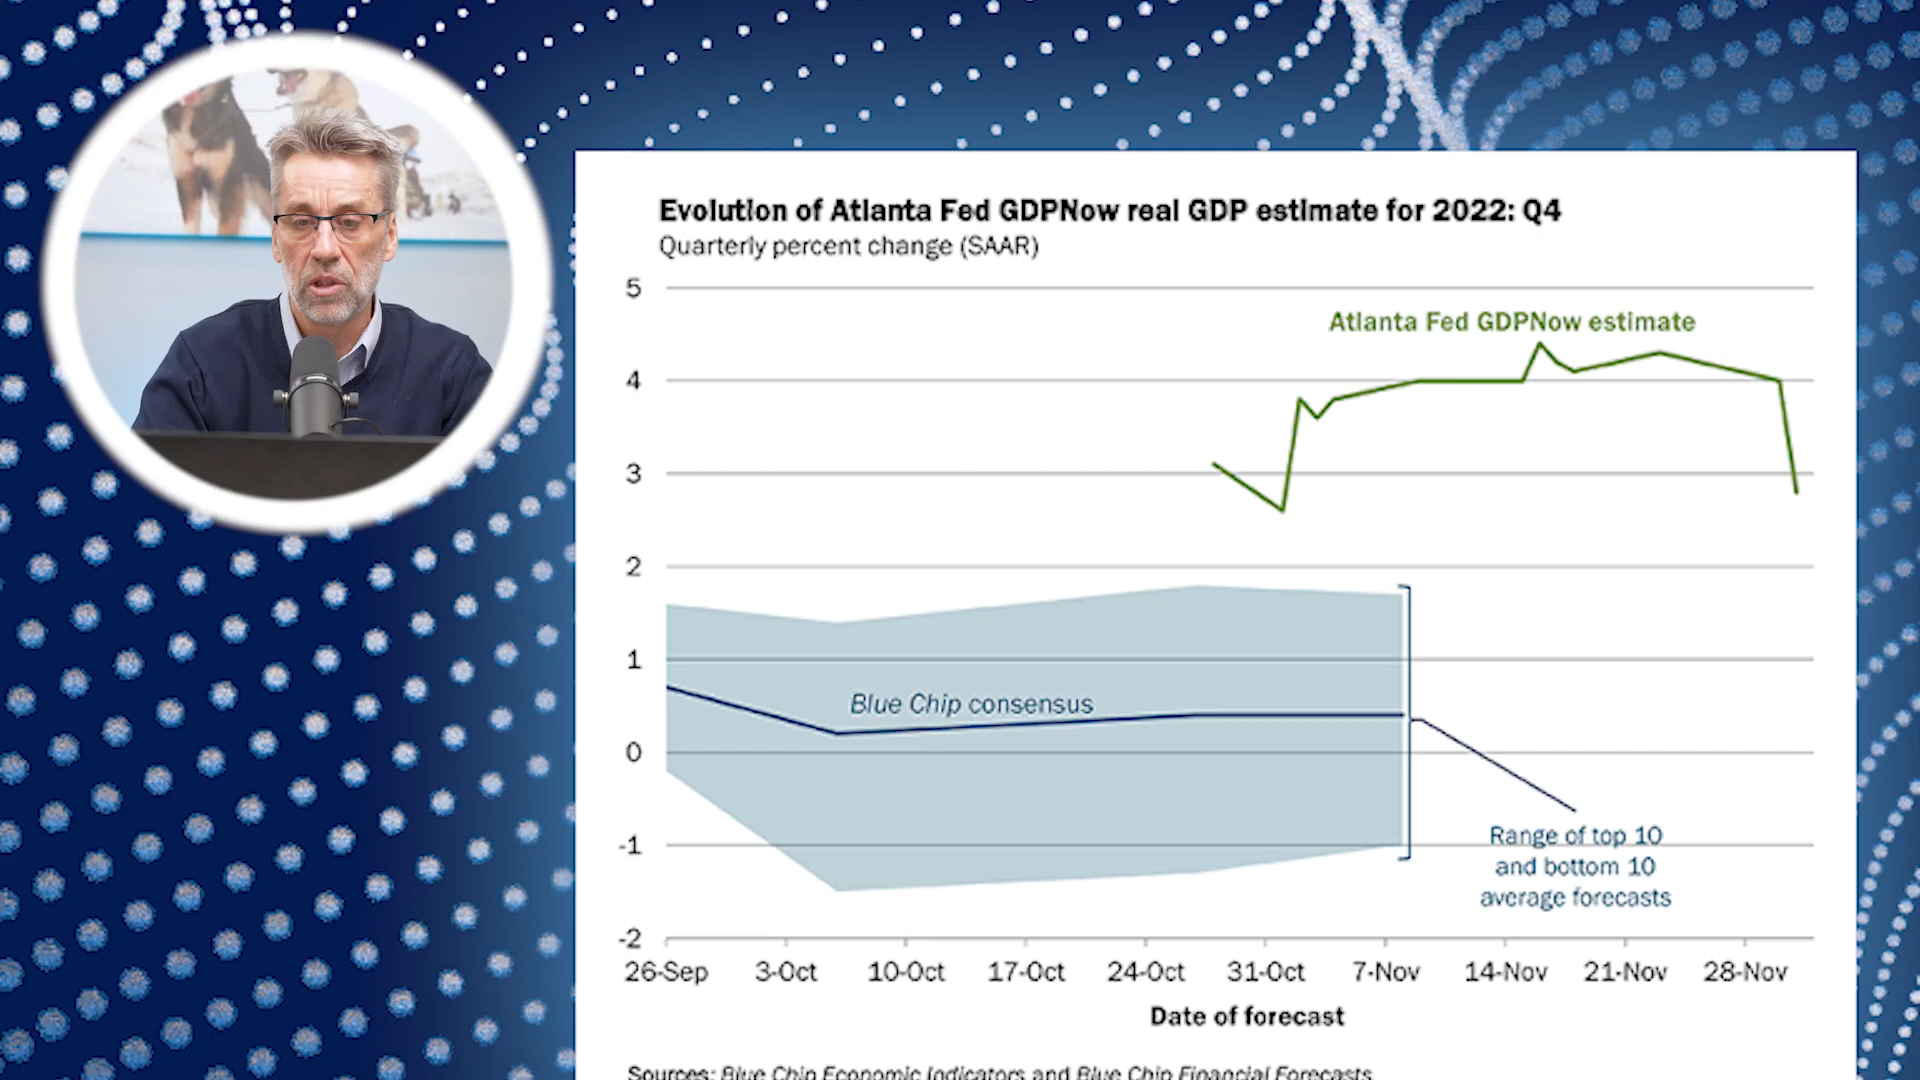 Evolution of Atlanta Fed GDPNow real GDP estimate for 2022: Q4
Quarterly percent change (SAAR)
5
Atlanta Fed GDPNow estimate
4
3
2
1
Blue Chip consensus
0
-1
Range of top 10
and bottom 10
average forecasts
-2
26-Sep 3-Oct 10-Oct 17-Oct 24-Oct 31-Oct 7-Nov 14-Nov 21-Nov 28-Nov
Date of forecast
Sources: Blue Chip Economic Indicators and Blue Chip Financial Forecasts